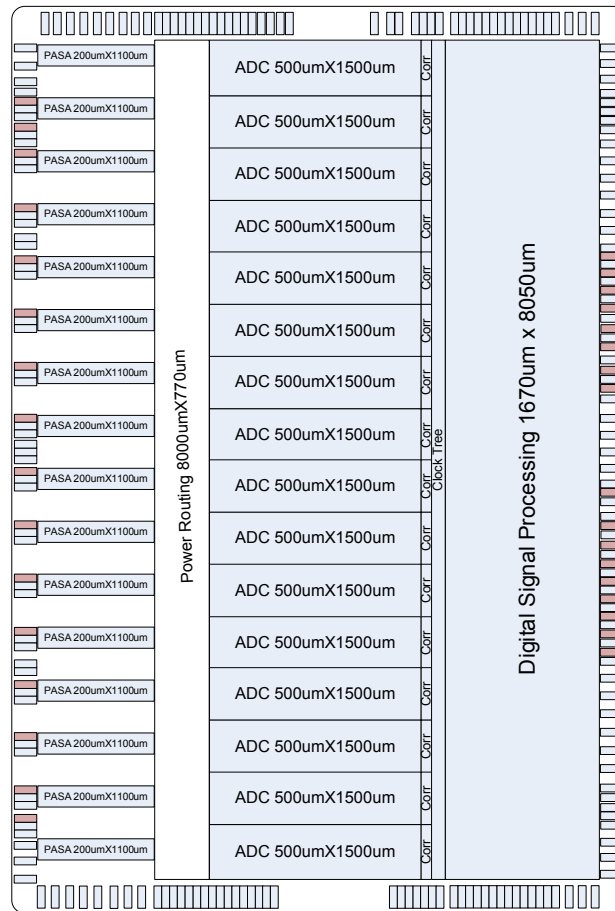 PASA 200umX1100um
ADC 500umX1500um
Corr
PASA 200umX1100um
ADC 500umX1500um
Corr
PASA 200umX1100um
ADC 500umX1500um
Corr
PASA 200umX1100um
ADC 500umX1500um
Corr
PASA 200umX1100um
ADC 500umX1500um
Corr
PASA 200umX1100um
ADC 500umX1500um
Corr
PASA 200umX1100um
ADC 500umX1500um
Corr
PASA 200umX1100um
ADC 500umX1500um
Corr
PASA 200umX1100um
ADC 500umX1500um
Corr
PASA 200umX1100um
ADC 500umX1500um
Corr
PASA 200umX1100um
ADC 500umX1500um
Corr
PASA 200umX1100um
ADC 500umX1500um
Corr
PASA 200umX1100um
ADC 500umX1500um
Corr
PASA 200umX1100um
ADC 500umX1500um
Corr
PASA 200umX1100um
ADC 500umX1500um
Corr
PASA 200umX1100um
ADC 500umX1500um
Corr
Power Routing 8000umX770um
Clock Tree
Digital Signal Processing 1670um x 8050um